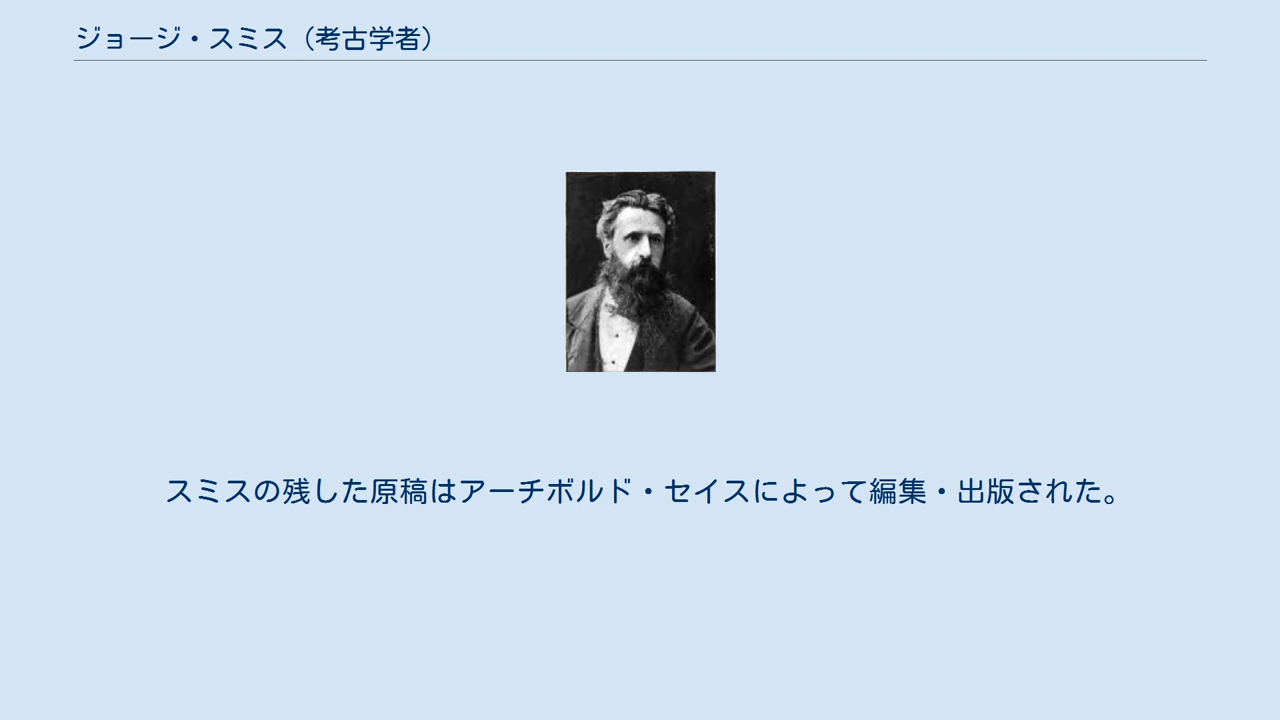 ジョージ・スミス（考古学者）
スミスの残した原稿はアーチボルド・セイスによって編集・出版された。